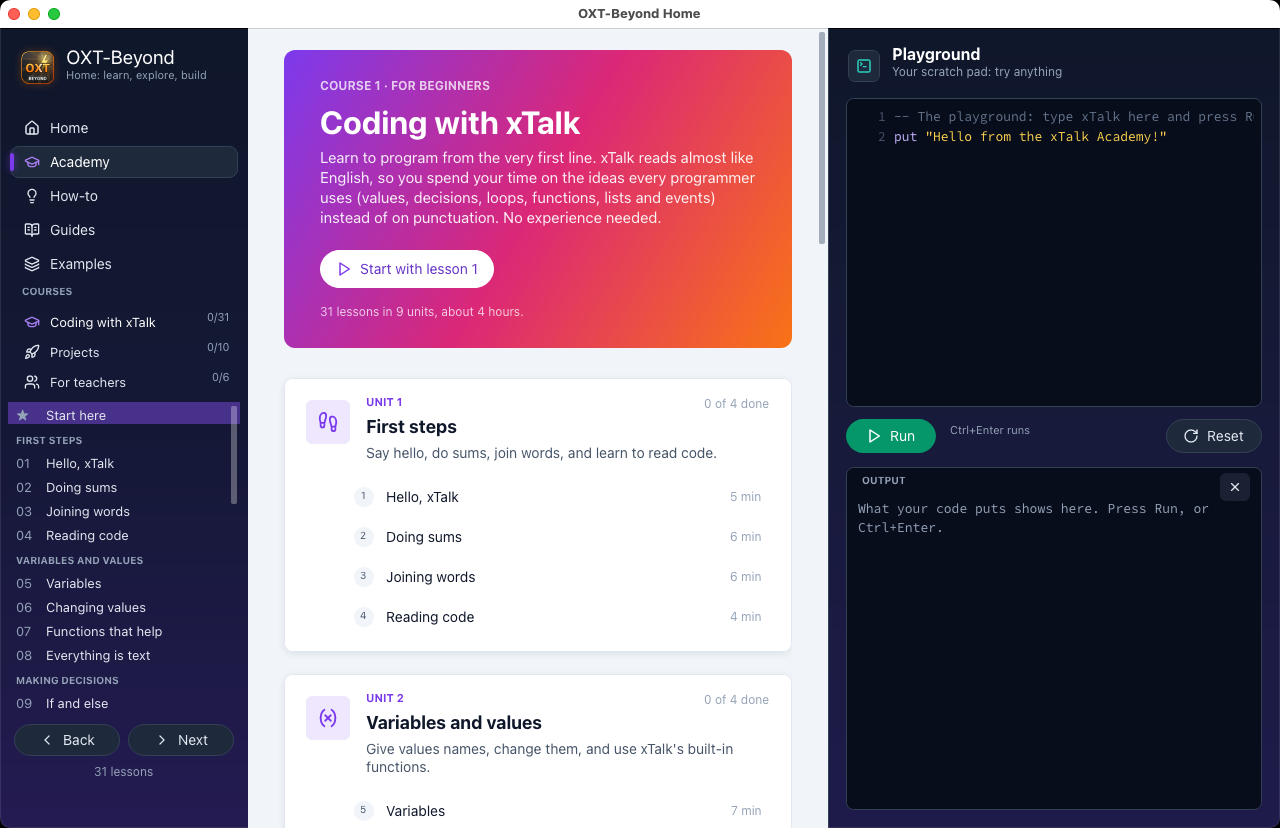 OXT-Beyond Home
OXT
BEYOND
OXT-Beyond
Home: learn, explore, build
Home
Academy
How-to
Guides
Examples
COURSES
Coding with xTalk 0/31
Projects 0/10
For teachers 0/6
Start here
FIRST STEPS
01 Hello, xTalk
02 Doing sums
03 Joining words
04 Reading code
VARIABLES AND VALUES
05 Variables
06 Changing values
07 Functions that help
08 Everything is text
MAKING DECISIONS
09 If and else
Back Next
31 lessons
COURSE 1 · FOR BEGINNERS
Coding with xTalk
Learn to program from the very first line. xTalk reads almost like
English, so you spend your time on the ideas every programmer
uses (values, decisions, loops, functions, lists and events)
instead of on punctuation. No experience needed.
Start with lesson 1
31 lessons in 9 units, about 4 hours.
UNIT 1 0 of 4 done
First steps
Say hello, do sums, join words, and learn to read code.
1 Hello, xTalk 5 min
2 Doing sums 6 min
3 Joining words 6 min
4 Reading code 4 min
UNIT 2 0 of 4 done
Variables and values
Give values names, change them, and use xTalk's built-in
functions.
5 Variables 7 min
Playground
Your scratch pad: try anything
1 -- The playground: type xTalk here and press R
2 put "Hello from the xTalk Academy!"
Run Ctrl+Enter runs Reset
OUTPUT
What your code puts shows here. Press Run, or
Ctrl+Enter.